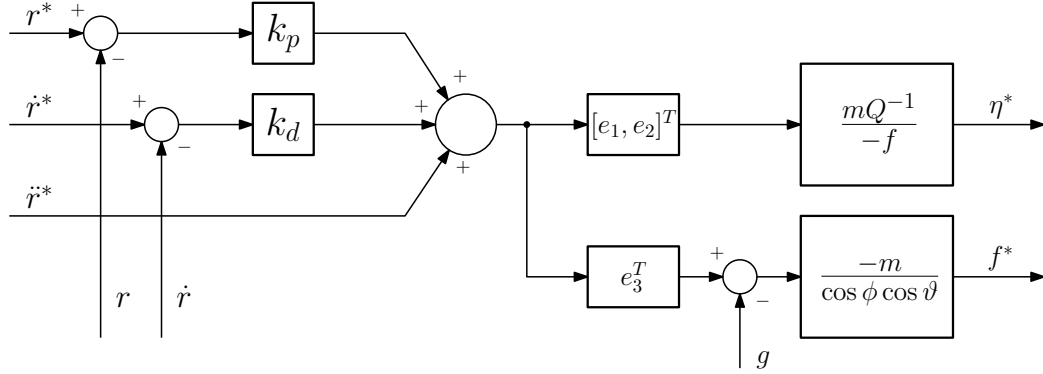 r* + k_p
-
+
ṙ* + k_d + [e_1, e_2]^T mQ^{-1} / -f η*
-
+
r̈*
+ e_3^T -m / cos ϕ cos ϑ f*
-
r ṙ
g